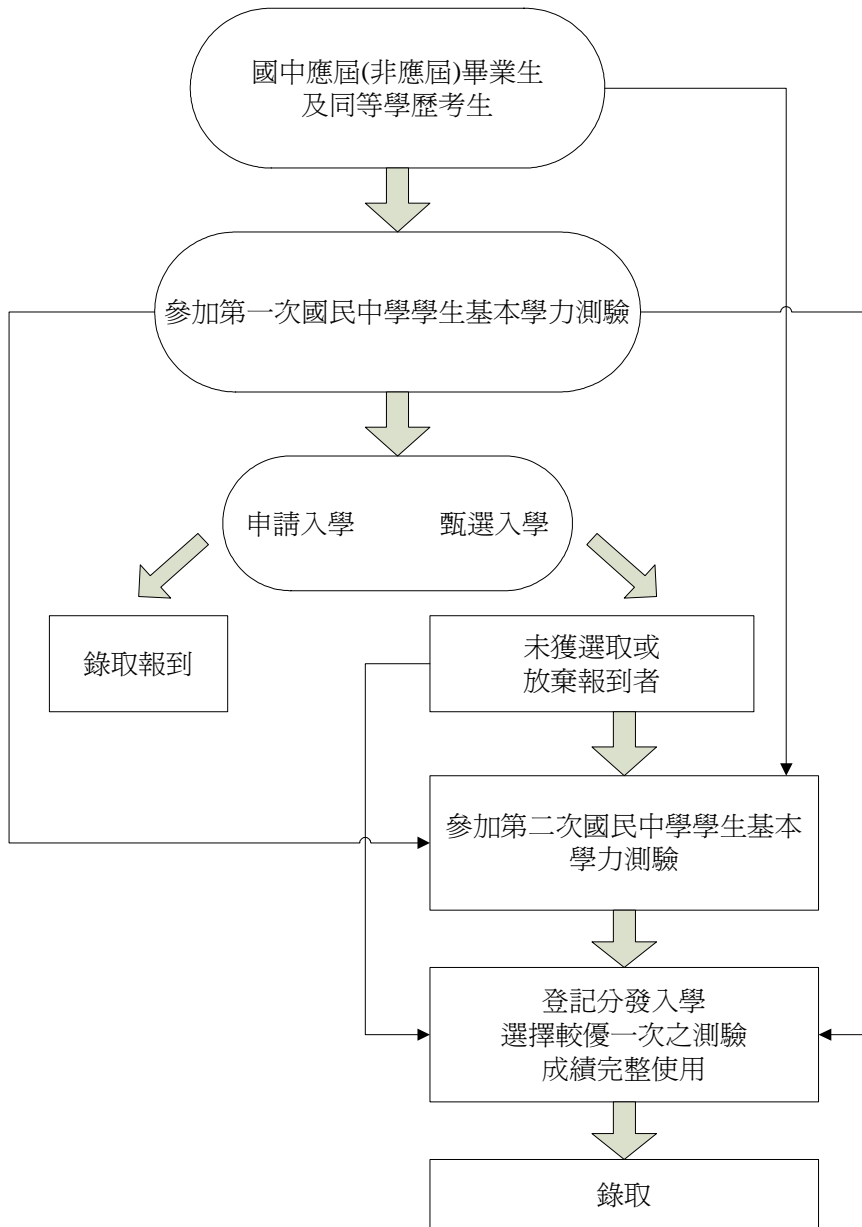 國中應屆(非應屆)畢業生
及同等學歷考生
參加第一次國民中學學生基本學力測驗
申請入學 甄選入學
錄取報到
未獲選取或
放棄報到者
參加第二次國民中學學生基本
學力測驗
登記分發入學
選擇較優一次之測驗
成績完整使用
錄取